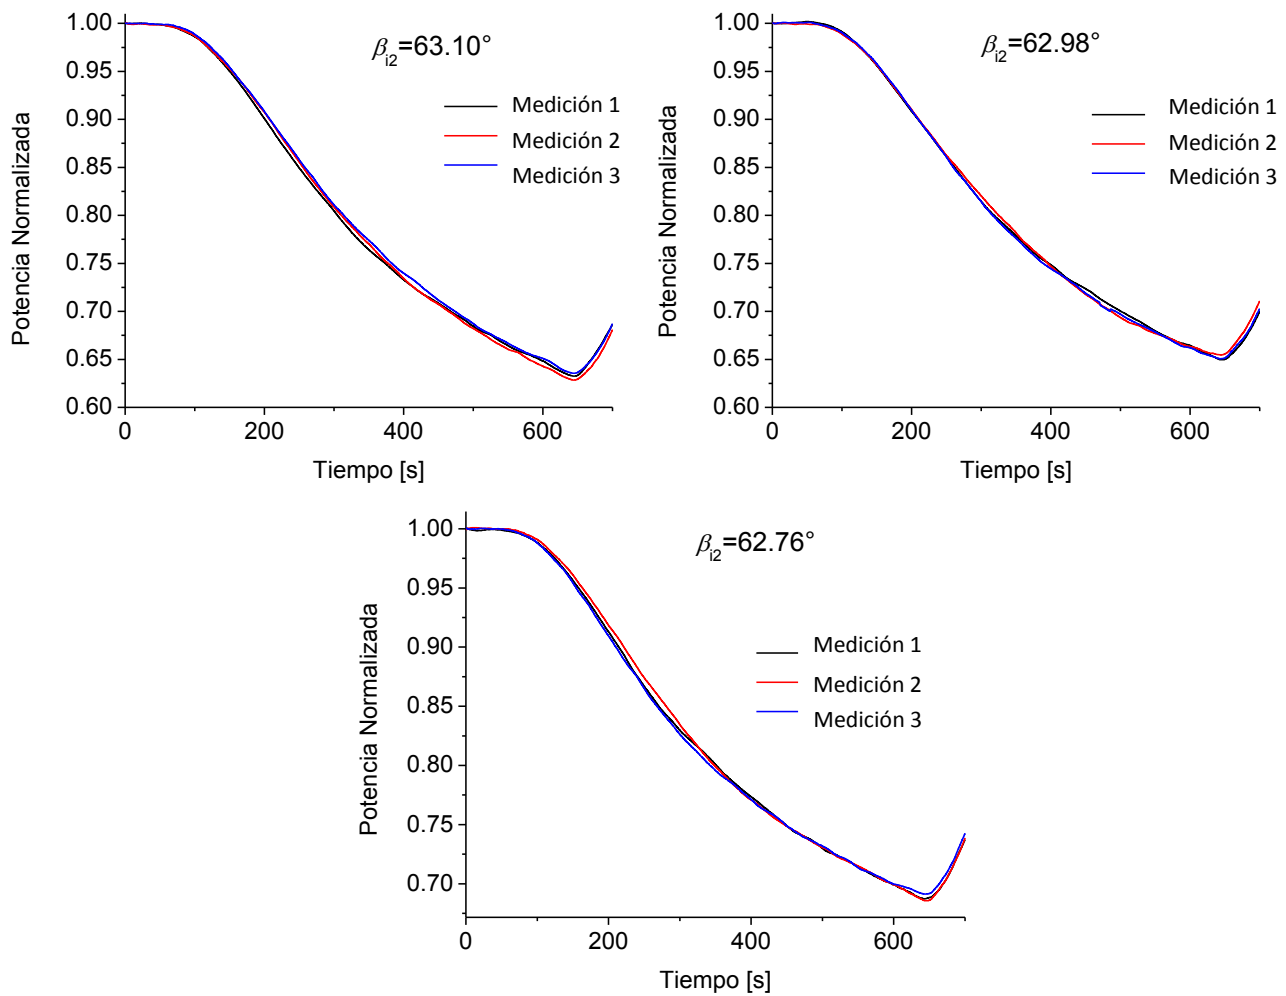 β_i2=63.10°
Potencia Normalizada
1.00
0.95
0.90
0.85
0.80
0.75
0.70
0.65
0.60
Medición 1
Medición 2
Medición 3
0 200 400 600
Tiempo [s]
β_i2=62.98°
Potencia Normalizada
1.00
0.95
0.90
0.85
0.80
0.75
0.70
0.65
0.60
Medición 1
Medición 2
Medición 3
0 200 400 600
Tiempo [s]
β_i2=62.76°
Potencia Normalizada
1.00
0.95
0.90
0.85
0.80
0.75
0.70
Medición 1
Medición 2
Medición 3
0 200 400 600
Tiempo [s]